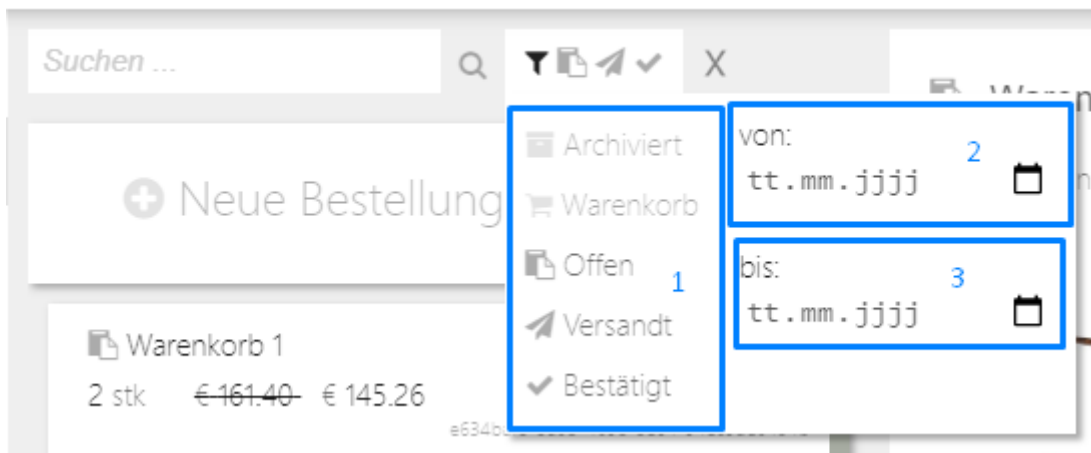 Suchen ...
X
Neue Bestellung
Archiviert
Warenkorb
Offen
Versandt
Bestätigt
1
von:
2
tt.mm.jjjj
bis:
3
tt.mm.jjjj
Warenkorb 1
2 stk € 161.40 € 145.26